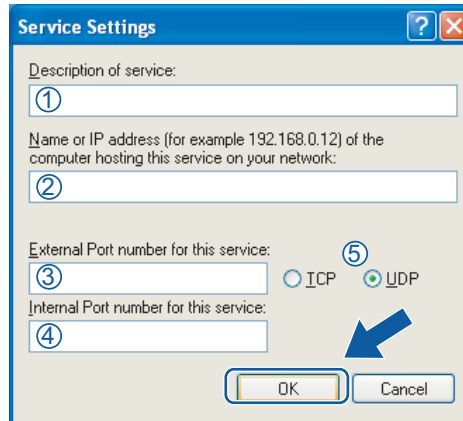 Service Settings
?
Description of service:
①
Name or IP address (for example 192.168.0.12) of the
computer hosting this service on your network:
②
External Port number for this service:
③ TCP ⑤ UDP
Internal Port number for this service:
④
OK Cancel